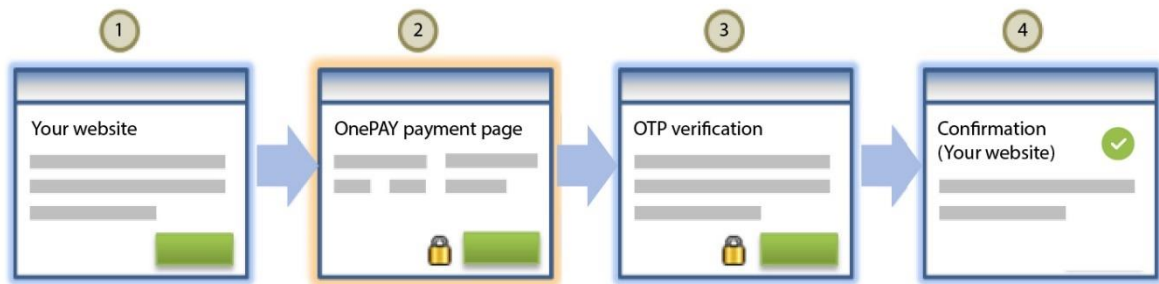 1
2
3
4
Your website
OnePAY payment page
OTP verification
Confirmation
(Your website)